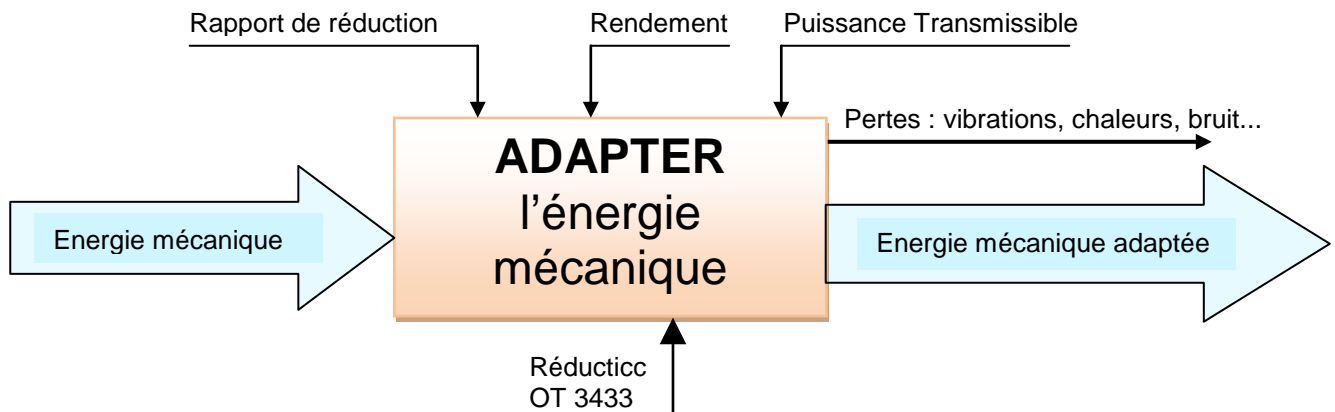 Rapport de réduction
Rendement
Puissance Transmissible
Pertes : vibrations, chaleurs, bruit...
ADAPTER
l’énergie
mécanique
Energie mécanique
Energie mécanique adaptée
Réducticc
OT 3433